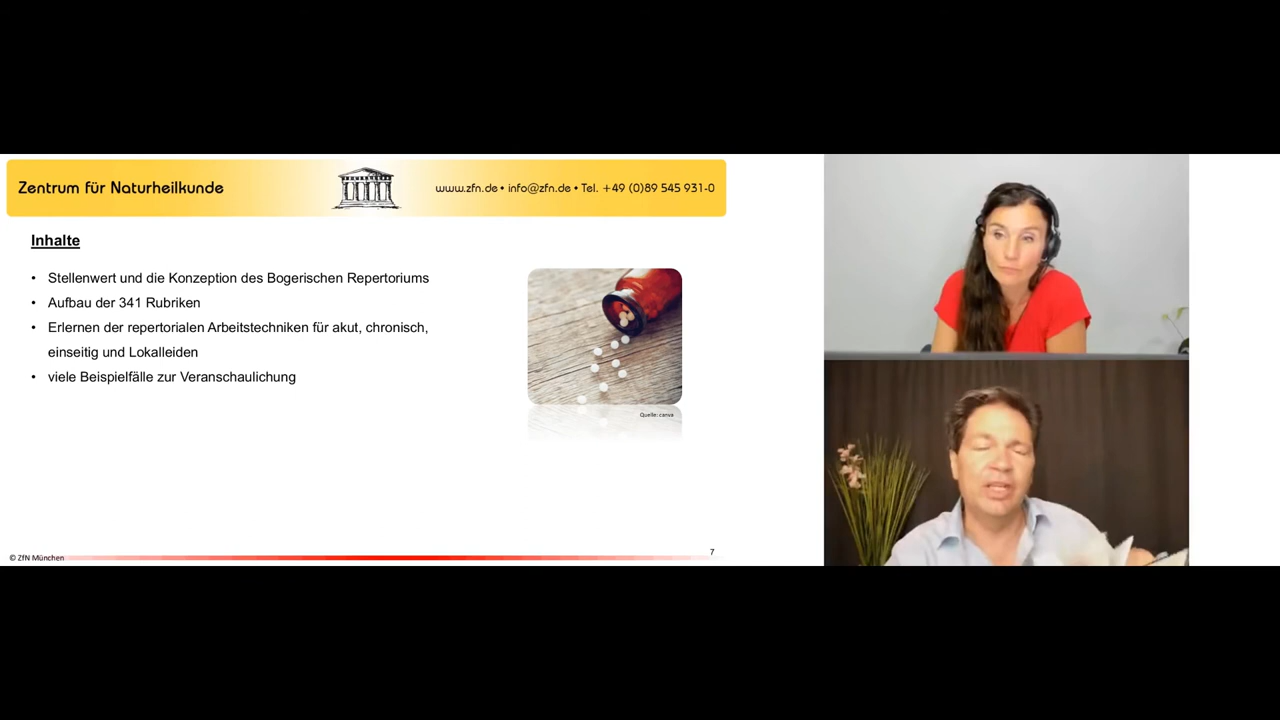 Zentrum für Naturheilkunde
www.zfn.de • info@zfn.de • Tel. +49 (0)89 545 931-0
Inhalte
• Stellenwert und die Konzeption des Bogerischen Repertoriums
• Aufbau der 341 Rubriken
• Erlernen der repertorialen Arbeitstechniken für akut, chronisch,
einseitig und Lokalleiden
• viele Beispielfälle zur Veranschaulichung
Quelle: canva
© ZfN München
7